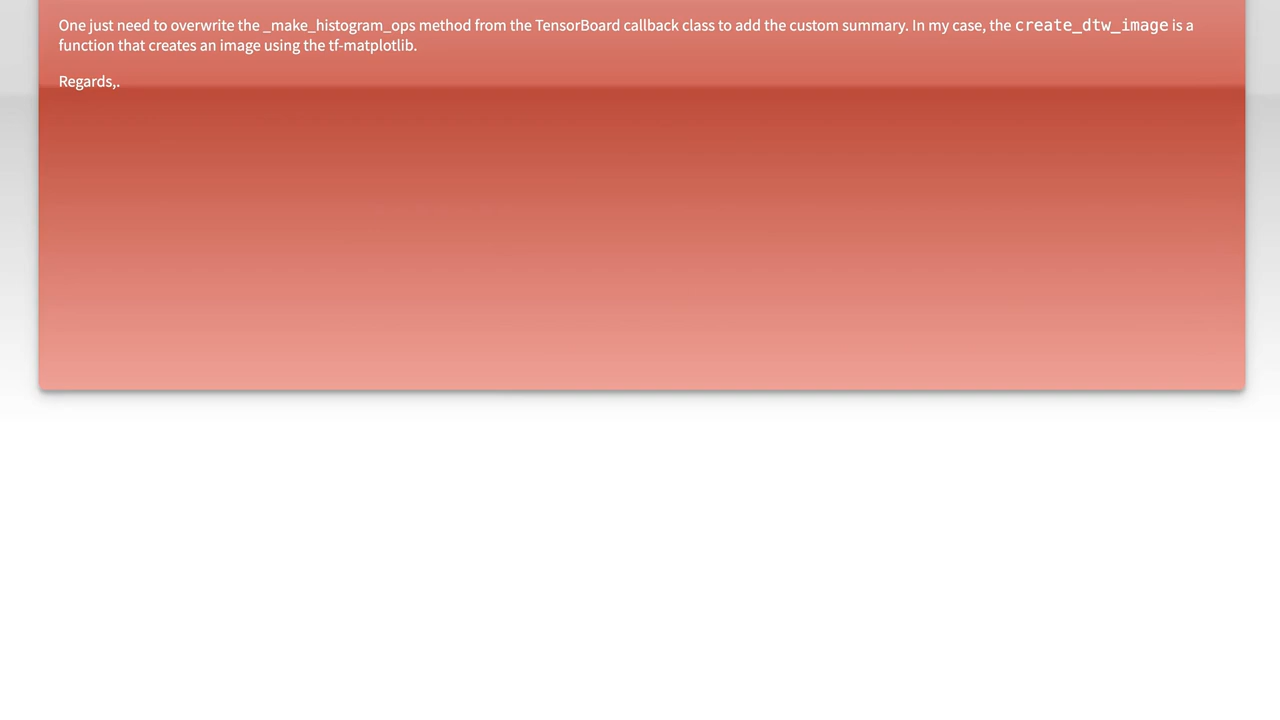 One just need to overwrite the _make_histogram_ops method from the TensorBoard callback class to add the custom summary. In my case, the create_dtw_image is a
function that creates an image using the tf-matplotlib.
Regards,.